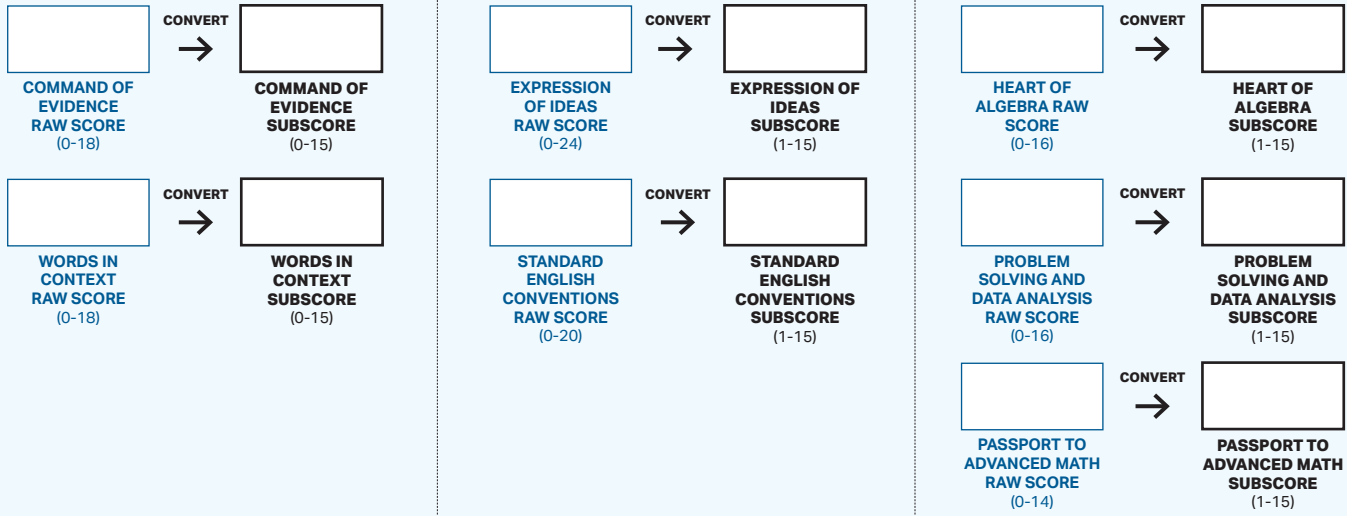 CONVERT
COMMAND OF
EVIDENCE
RAW SCORE
(0-18)
COMMAND OF
EVIDENCE
SUBSCORE
(0-15)
CONVERT
WORDS IN
CONTEXT
RAW SCORE
(0-18)
WORDS IN
CONTEXT
SUBSCORE
(0-15)
CONVERT
EXPRESSION
OF IDEAS
RAW SCORE
(0-24)
EXPRESSION OF
IDEAS
SUBSCORE
(1-15)
CONVERT
STANDARD
ENGLISH
CONVENTIONS
RAW SCORE
(0-20)
STANDARD
ENGLISH
CONVENTIONS
SUBSCORE
(1-15)
CONVERT
HEART OF
ALGEBRA RAW
SCORE
(0-16)
HEART OF
ALGEBRA
SUBSCORE
(1-15)
CONVERT
PROBLEM
SOLVING AND
DATA ANALYSIS
RAW SCORE
(0-16)
PROBLEM
SOLVING AND
DATA ANALYSIS
SUBSCORE
(1-15)
CONVERT
PASSPORT TO
ADVANCED MATH
RAW SCORE
(0-14)
PASSPORT TO
ADVANCED MATH
SUBSCORE
(1-15)